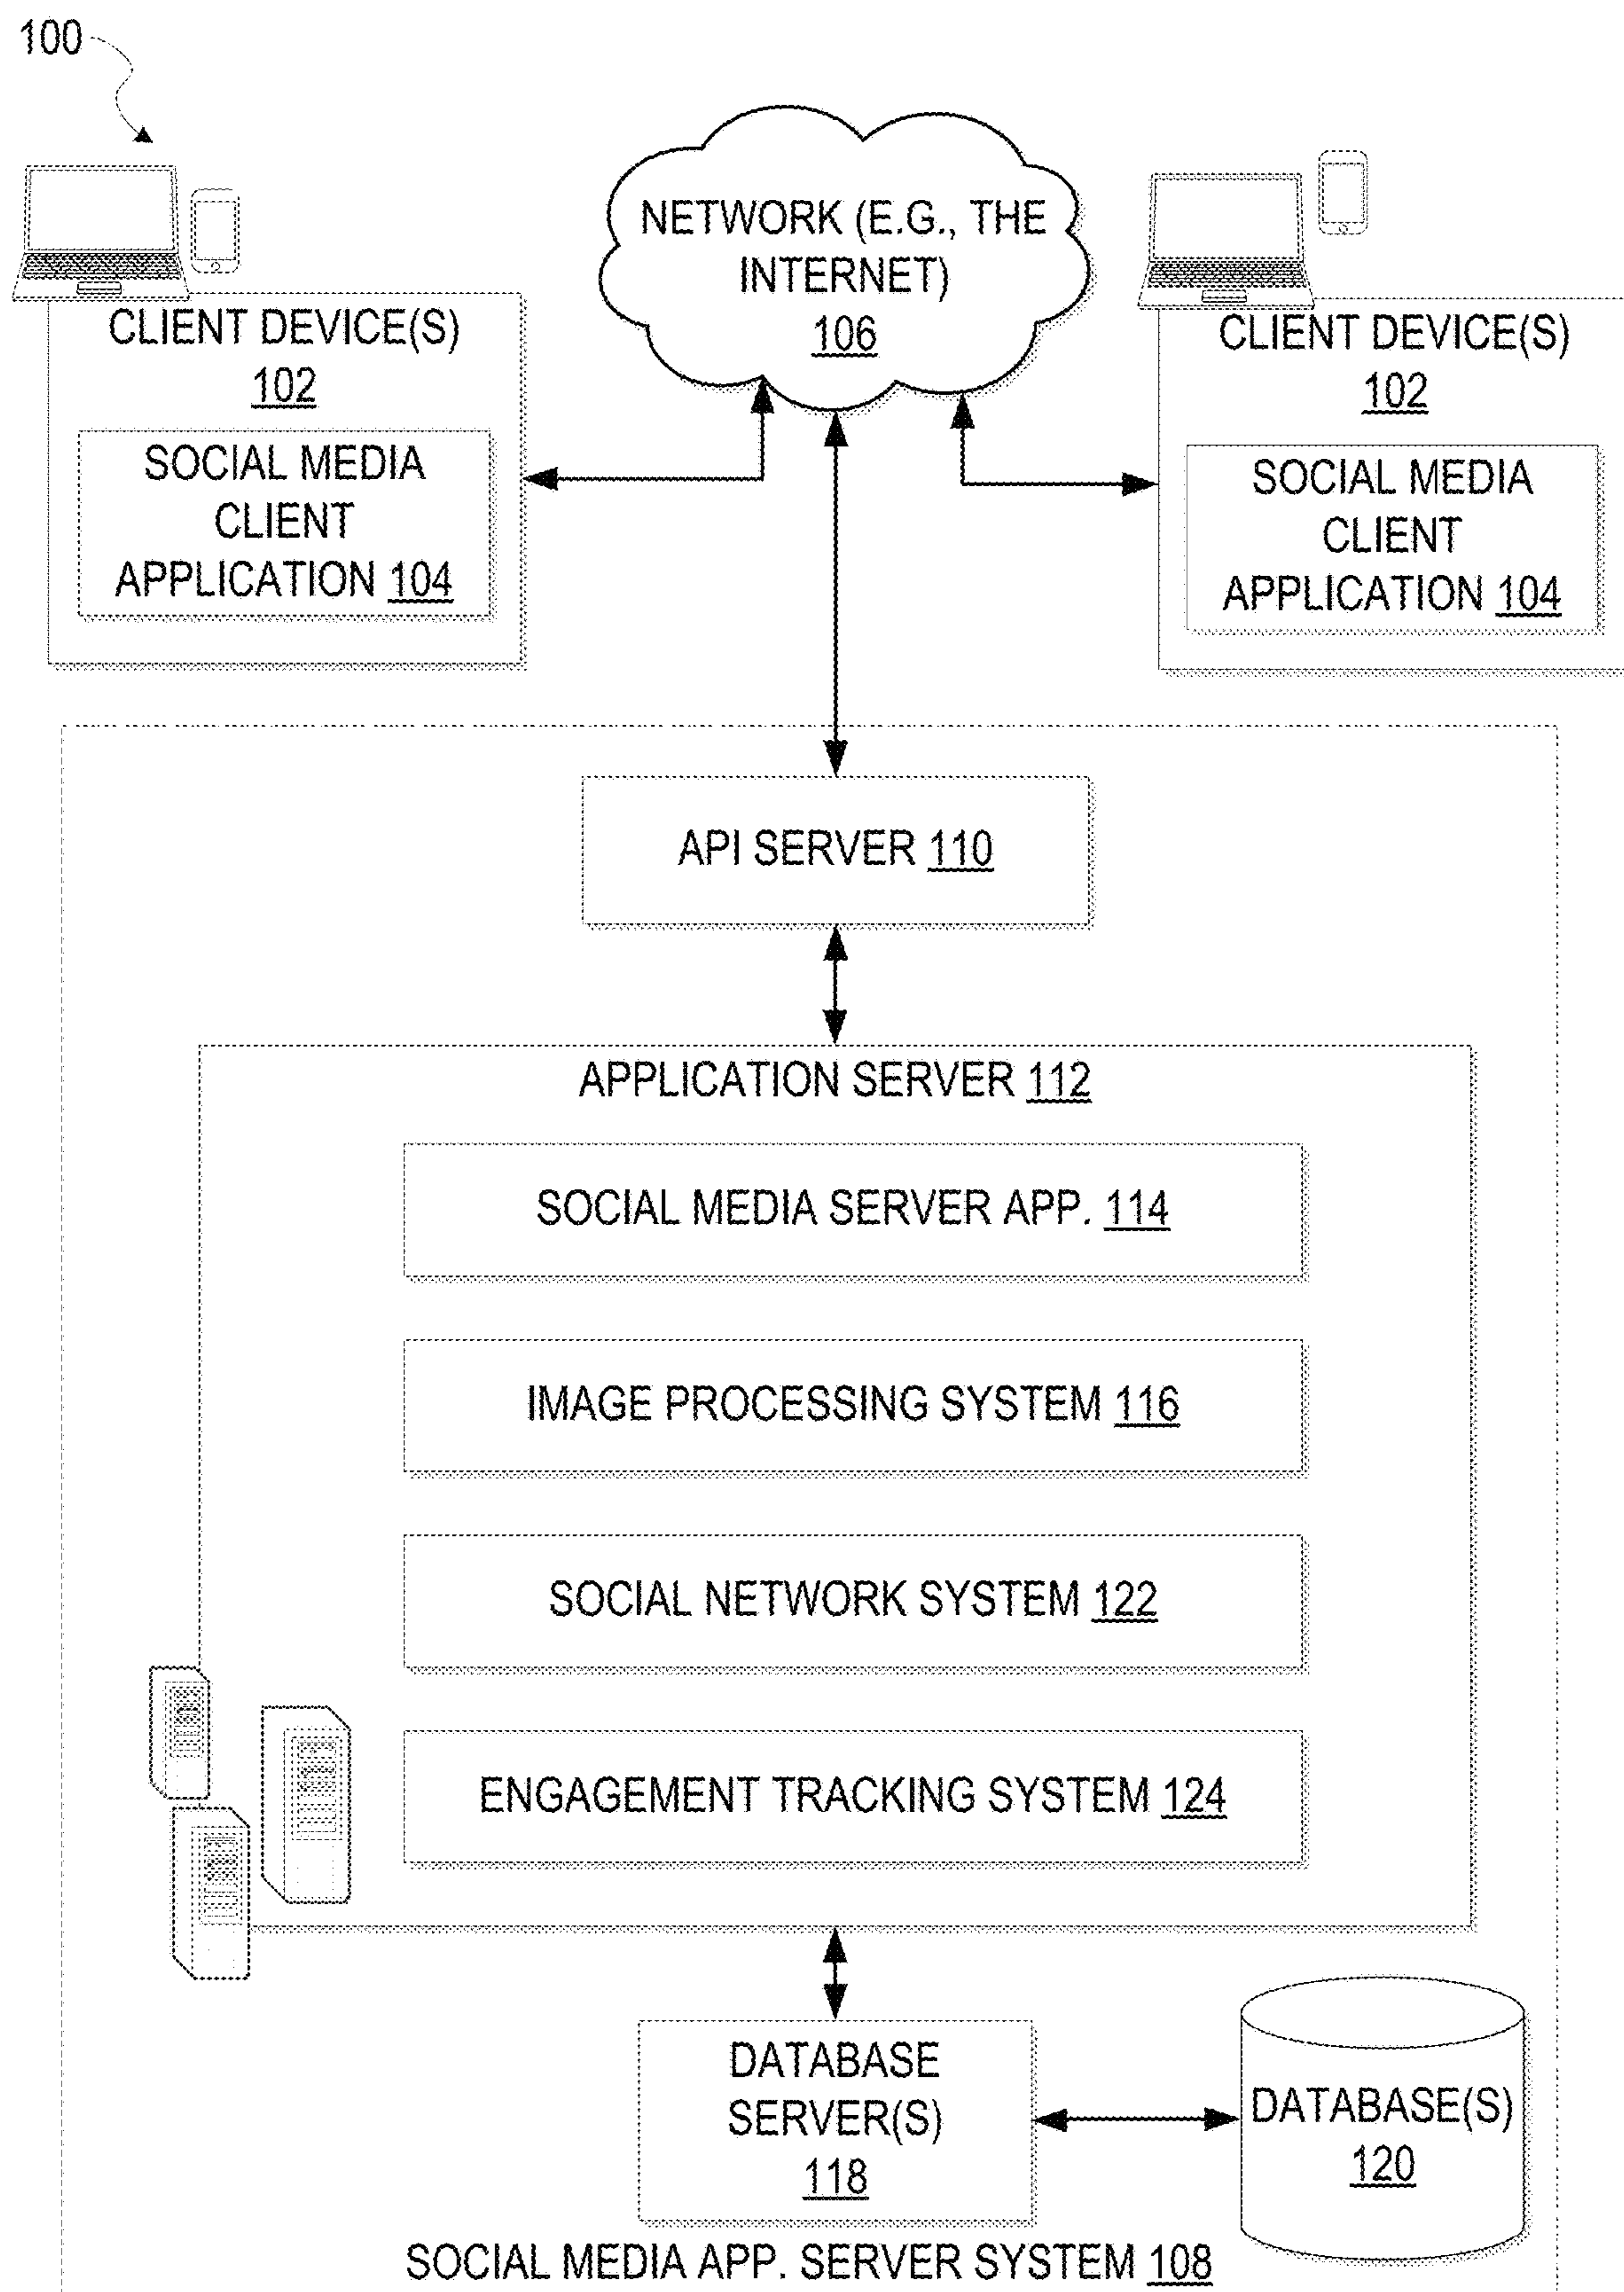 100
NETWORK (E.G., THE
INTERNET)
106
CLIENT DEVICE(S)
102
SOCIAL MEDIA
CLIENT
APPLICATION 104
CLIENT DEVICE(S)
102
SOCIAL MEDIA
CLIENT
APPLICATION 104
API SERVER 110
APPLICATION SERVER 112
SOCIAL MEDIA SERVER APP. 114
IMAGE PROCESSING SYSTEM 116
SOCIAL NETWORK SYSTEM 122
ENGAGEMENT TRACKING SYSTEM 124
DATABASE
SERVER(S)
118
DATABASE(S)
120
SOCIAL MEDIA APP. SERVER SYSTEM 108